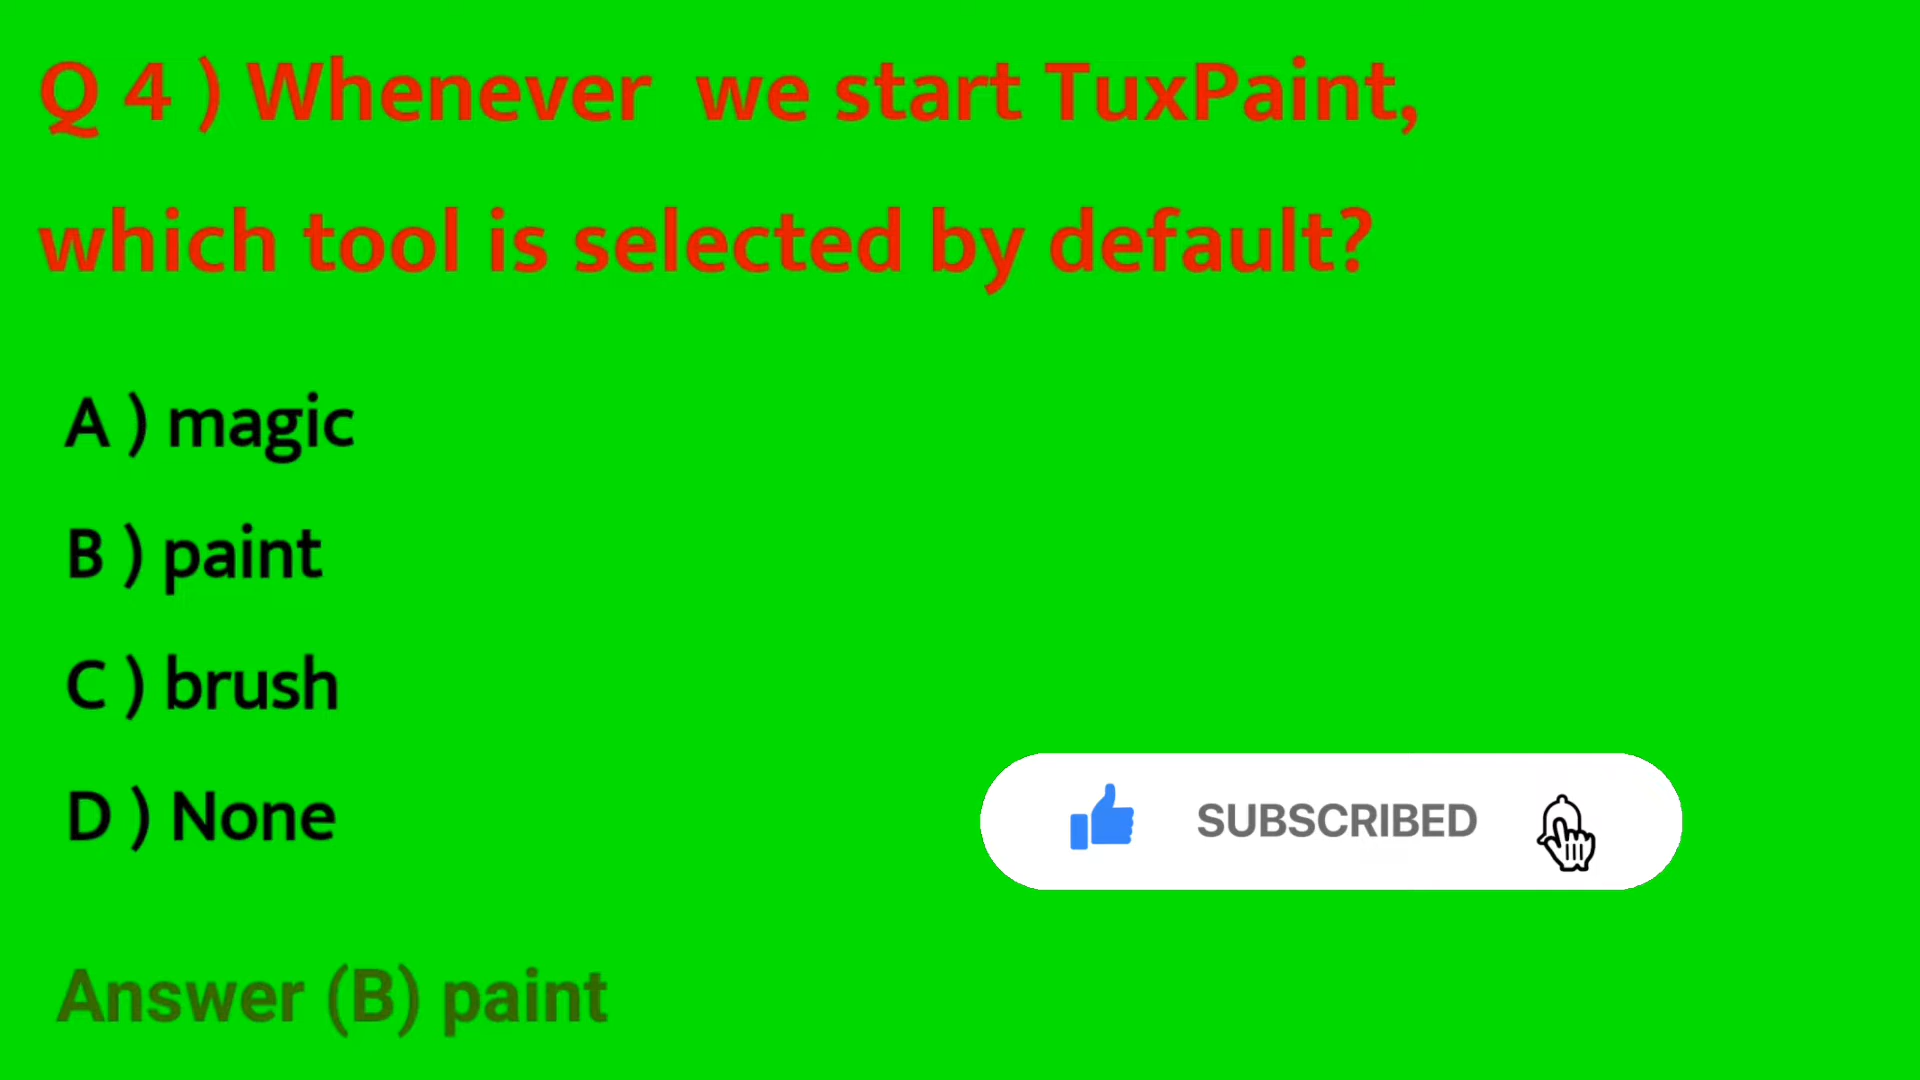 Q 4 ) Whenever we start TuxPaint,
which tool is selected by default?
A ) magic
B ) paint
C ) brush
D ) None
SUBSCRIBED
Answer (B) paint